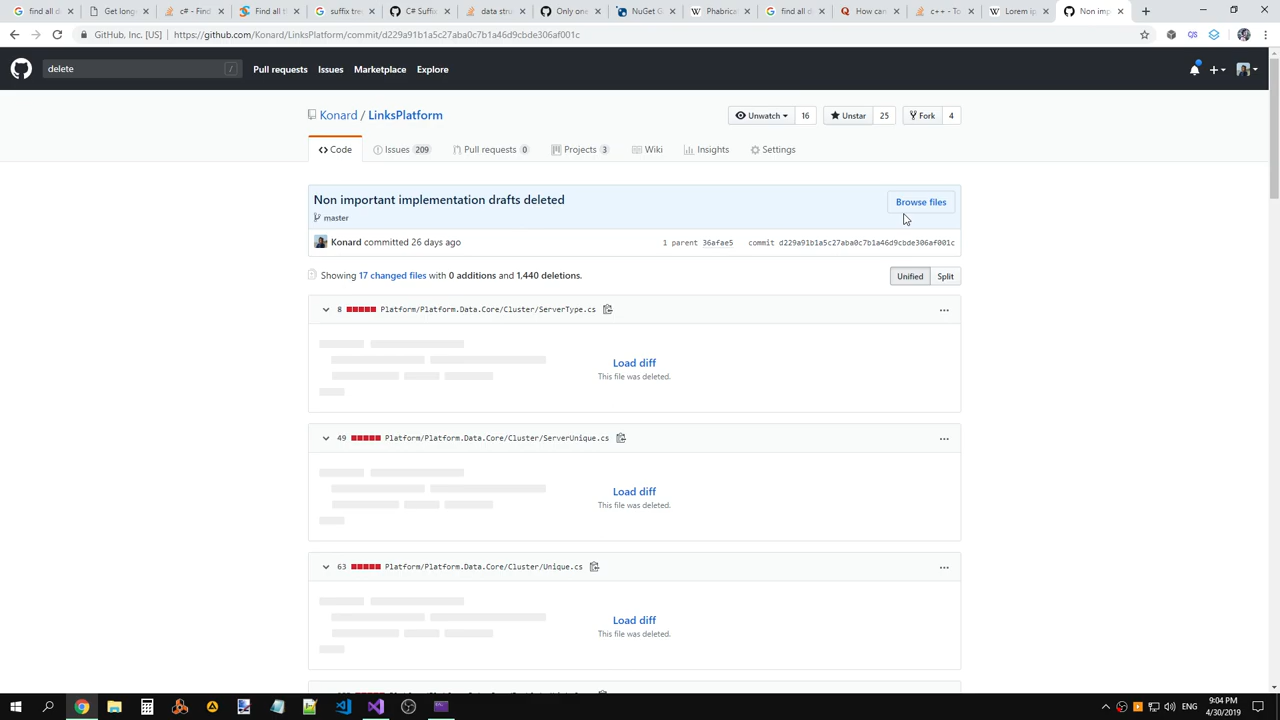 find all d
Get long
c# - Find
Find all t
suffix tre
C# Suffix
data stru
Only one
NuGet G
Phabrica
find all d
How can
c++ - To
Lorem ip
Non imp
GitHub, Inc. [US] | https://github.com/Konard/LinksPlatform/commit/d229a91b1a5c27aba0c7b1a46d9cbde306af001c
delete / Pull requests Issues Marketplace Explore
Konard / LinksPlatform Unwatch 16 Unstar 25 Fork 4
Code Issues 209 Pull requests 0 Projects 3 Wiki Insights Settings
Non important implementation drafts deleted Browse files
master
Konard committed 26 days ago 1 parent 36afae5 commit d229a91b1a5c27aba0c7b1a46d9cbde306af001c
Showing 17 changed files with 0 additions and 1,440 deletions. Unified Split
8 Platform/Platform.Data.Core/Cluster/ServerType.cs
Load diff
This file was deleted.
49 Platform/Platform.Data.Core/Cluster/ServerUnique.cs
Load diff
This file was deleted.
63 Platform/Platform.Data.Core/Cluster/Unique.cs
Load diff
This file was deleted.
ENG
9:04 PM
4/30/2019